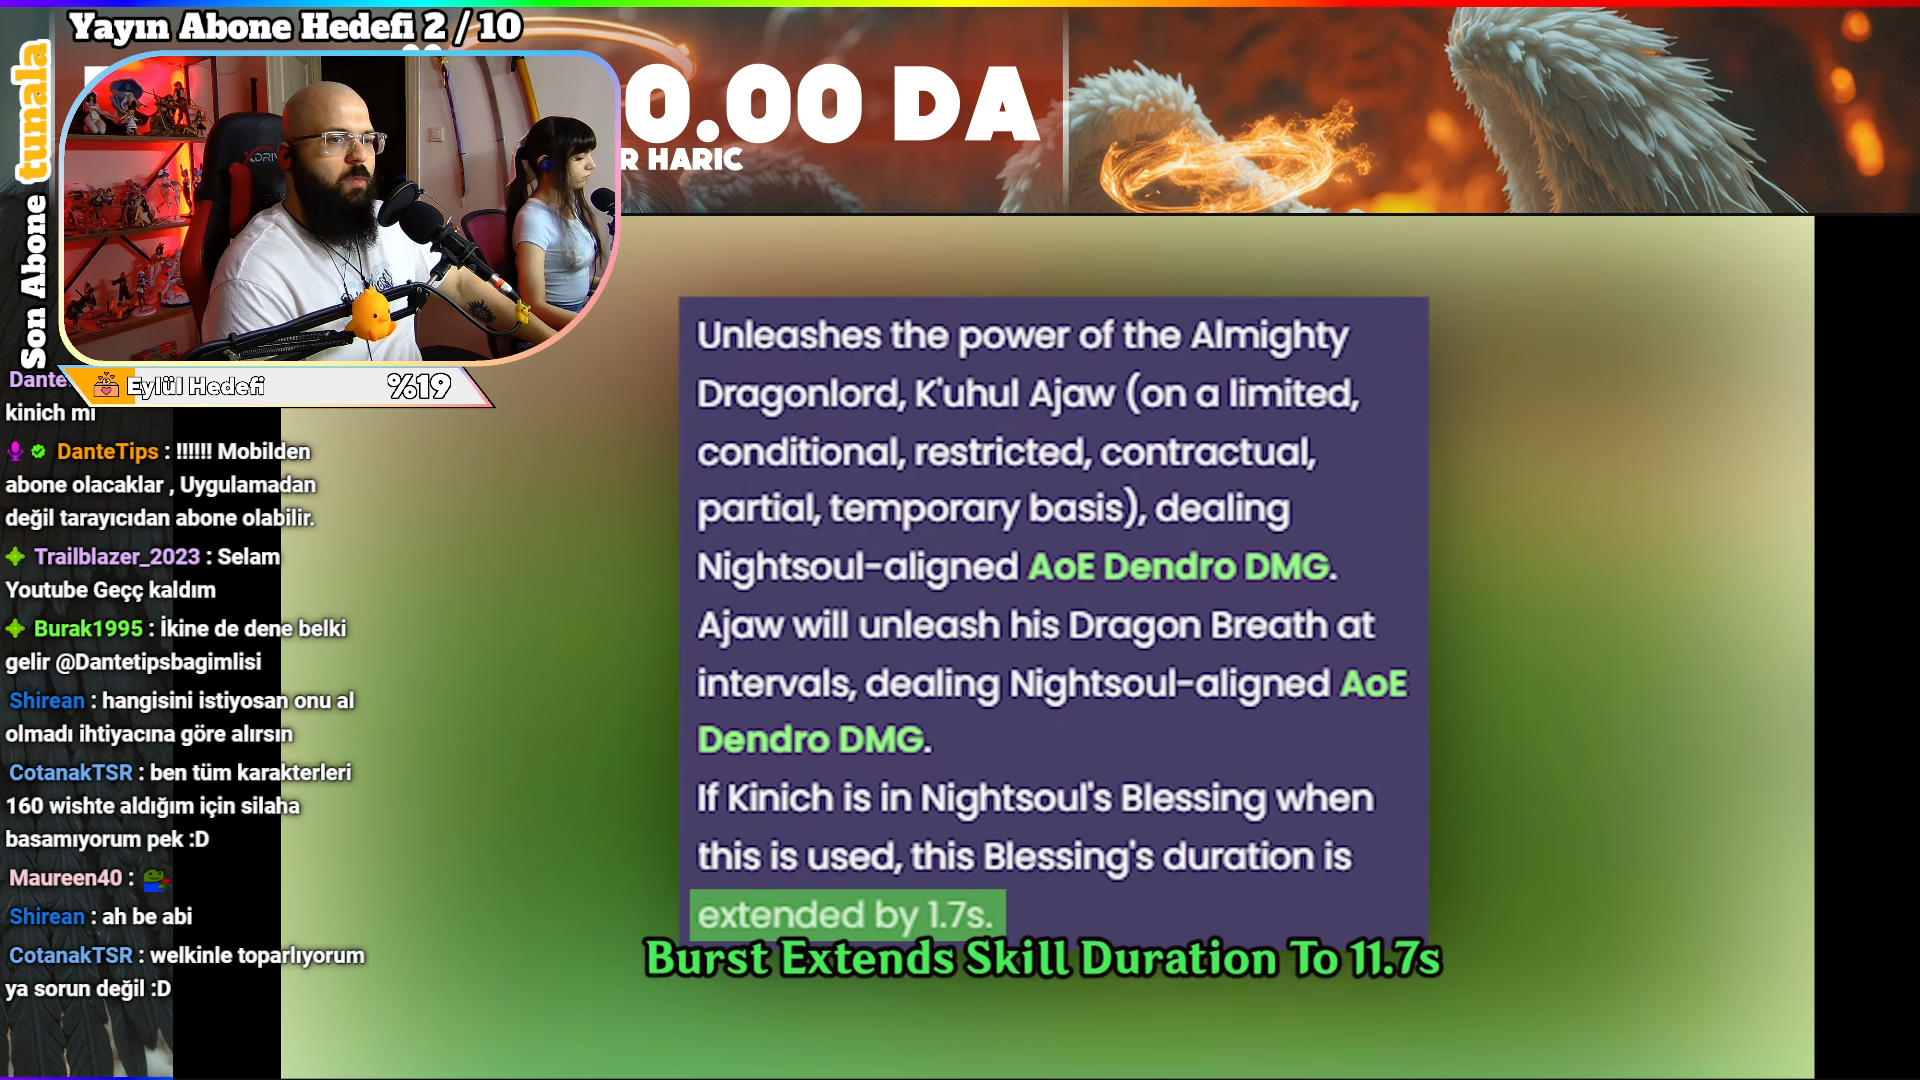 Yayın Abone Hedefi 2 / 10
0.00 DA
R HARIC
Son Abone tunala
Eylül Hedefi %19
kinich mi
DanteTips : !!!!!! Mobilden
abone olacaklar , Uygulamadan
değil tarayıcıdan abone olabilir.
Trailblazer_2023 : Selam
Youtube Geçç kaldım
Burak1995 : İkine de dene belki
gelir @Dantetipsbagimlisi
Shirean : hangisini istiyosan onu al
olmadı ihtiyacına göre alırsın
CotanakTSR : ben tüm karakterleri
160 wishte aldığım için silaha
basamıyorum pek :D
Maureen40 :
Shirean : ah be abi
CotanakTSR : welkinle toparlıyorum
ya sorun değil :D
Unleashes the power of the Almighty
Dragonlord, K'uhul Ajaw (on a limited,
conditional, restricted, contractual,
partial, temporary basis), dealing
Nightsoul-aligned AoE Dendro DMG.
Ajaw will unleash his Dragon Breath at
intervals, dealing Nightsoul-aligned AoE
Dendro DMG.
If Kinich is in Nightsoul's Blessing when
this is used, this Blessing's duration is
extended by 1.7s.
Burst Extends Skill Duration To 11.7s